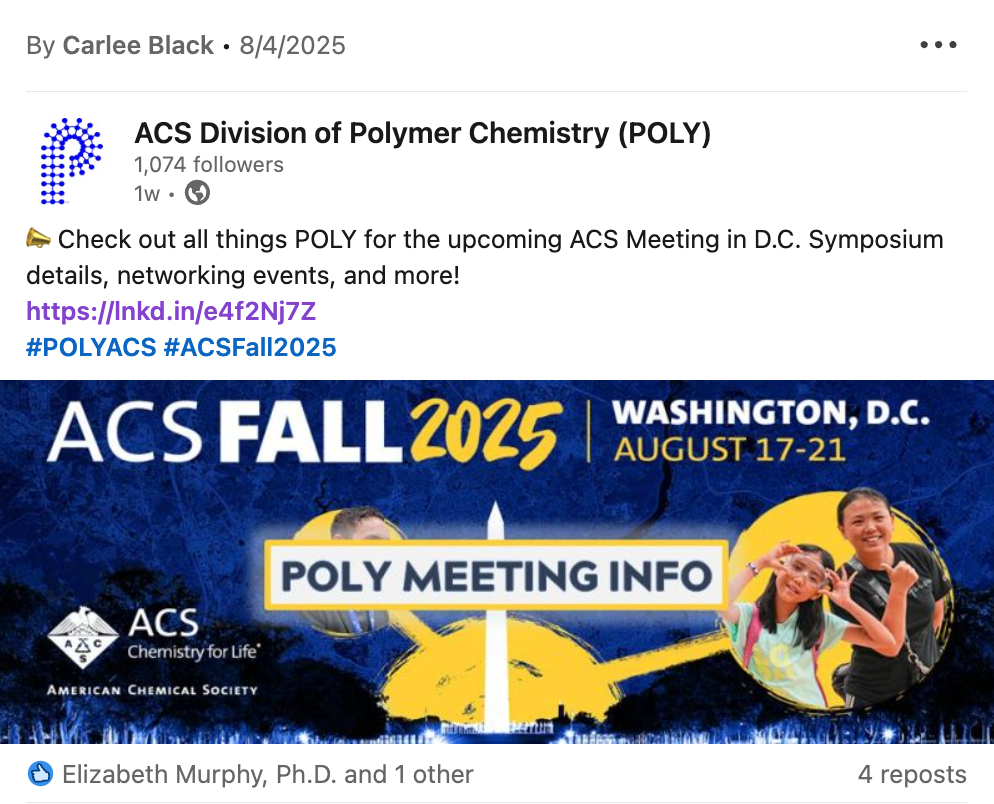 By Carlee Black • 8/4/2025
ACS Division of Polymer Chemistry (POLY)
1,074 followers
1w •
Check out all things POLY for the upcoming ACS Meeting in D.C. Symposium
details, networking events, and more!
https://lnkd.in/e4f2Nj7Z
#POLYACS #ACSFall2025
ACS FALL 2025
WASHINGTON, D.C.
AUGUST 17-21
POLY MEETING INFO
A C S
ACS
Chemistry for Life®
AMERICAN CHEMICAL SOCIETY
Elizabeth Murphy, Ph.D. and 1 other
4 reposts